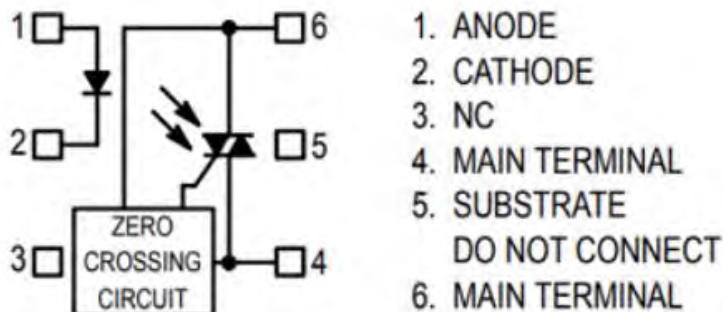 1
6
2
5
3
4
ZERO
CROSSING
CIRCUIT
1. ANODE
2. CATHODE
3. NC
4. MAIN TERMINAL
5. SUBSTRATE
DO NOT CONNECT
6. MAIN TERMINAL